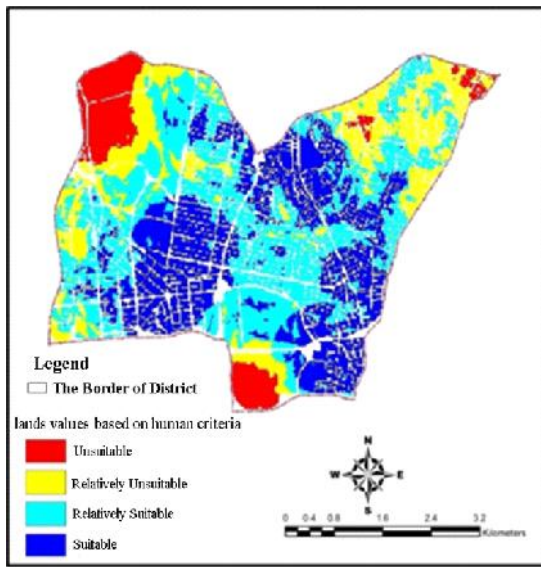 Legend
The Border of District
lands values based on human criteria
Unsuitable
Relatively Unsuitable
Relatively Suitable
Suitable
N
W E
S
0 0.4 0.8 1.6 2.4 3.2
Kilometers